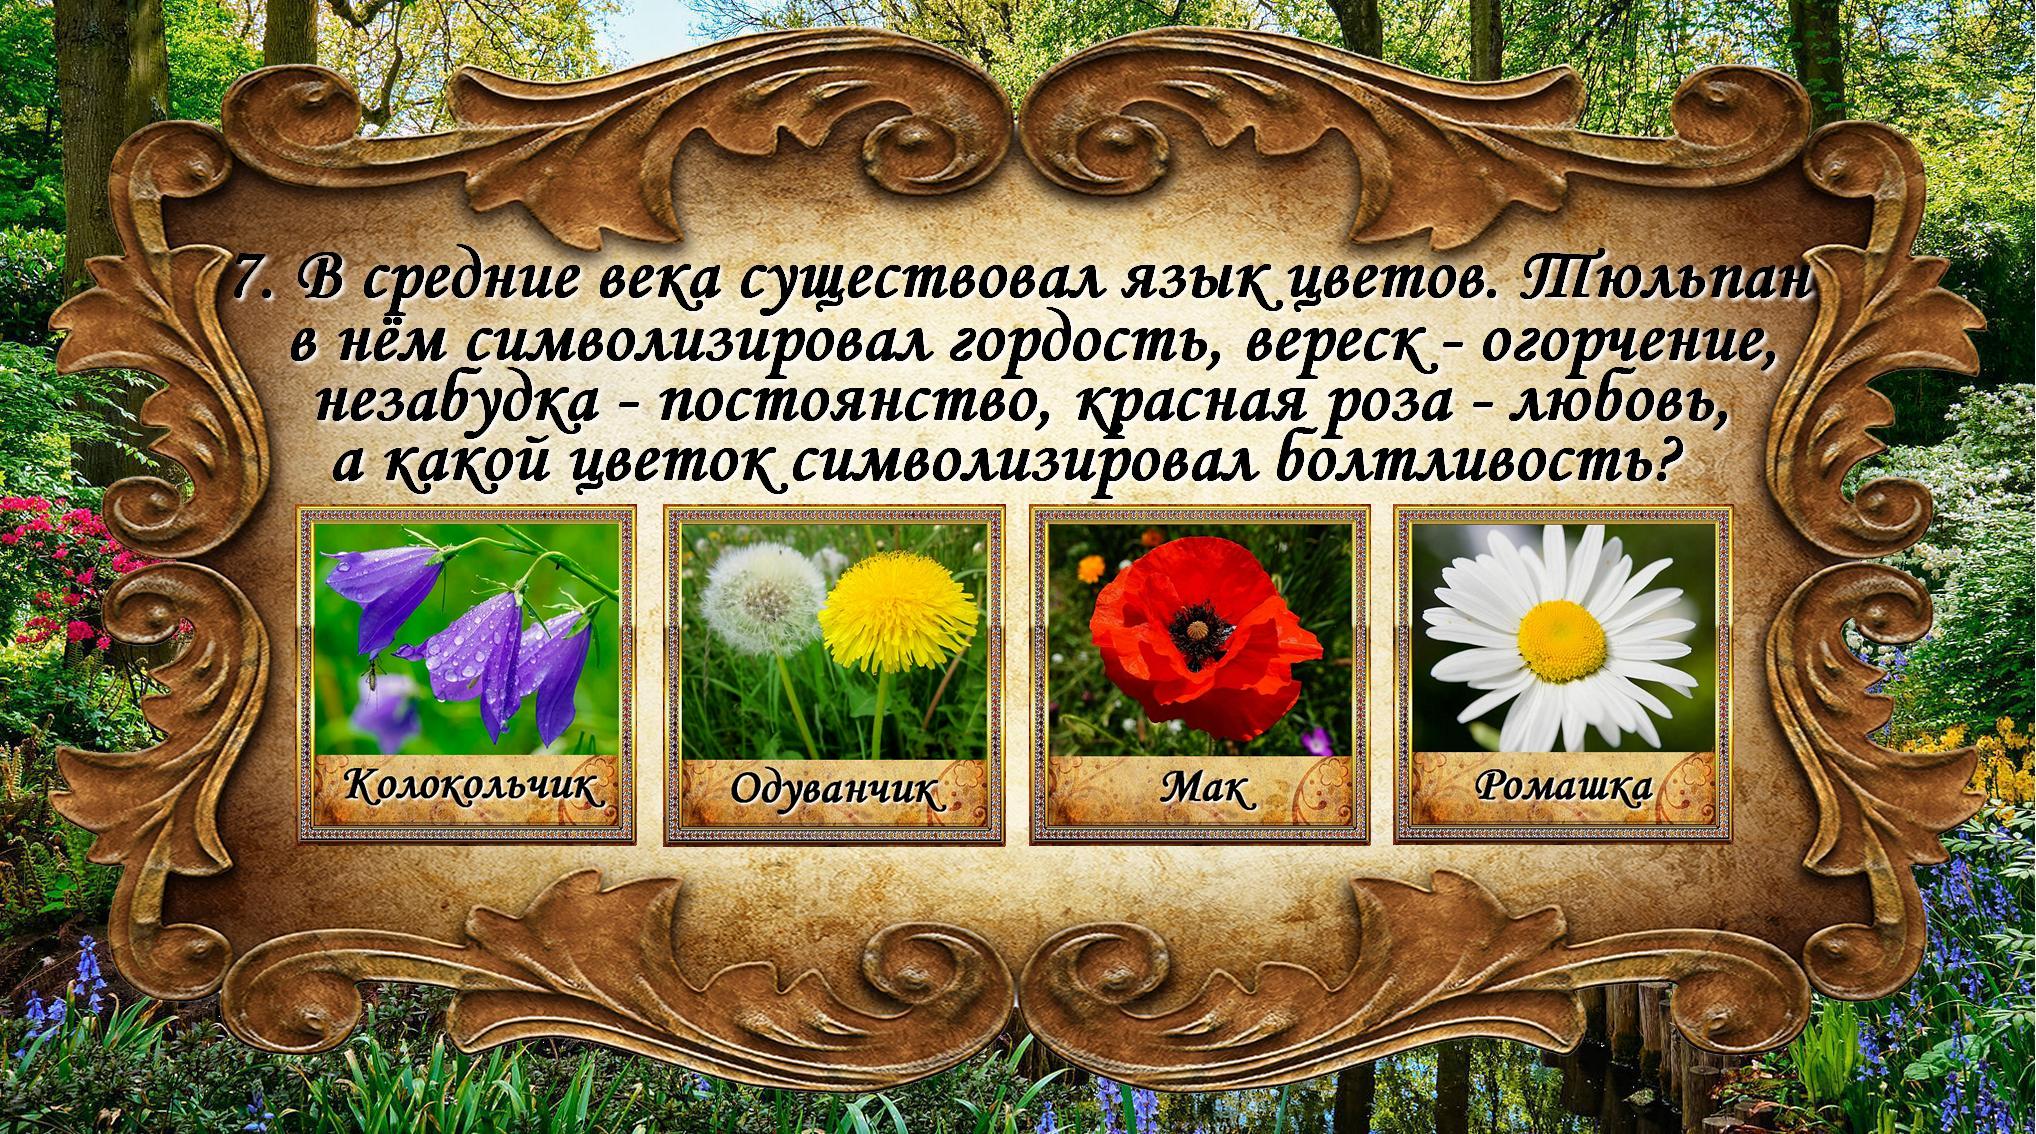 7. В средние века существовал язык цветов. Тюльпан
в нём символизировал гордость, вереск - огорчение,
незабудка - постоянство, красная роза - любовь,
а какой цветок символизировал болтливость?
Колокольчик
Одуванчик
Мак
Ромашка